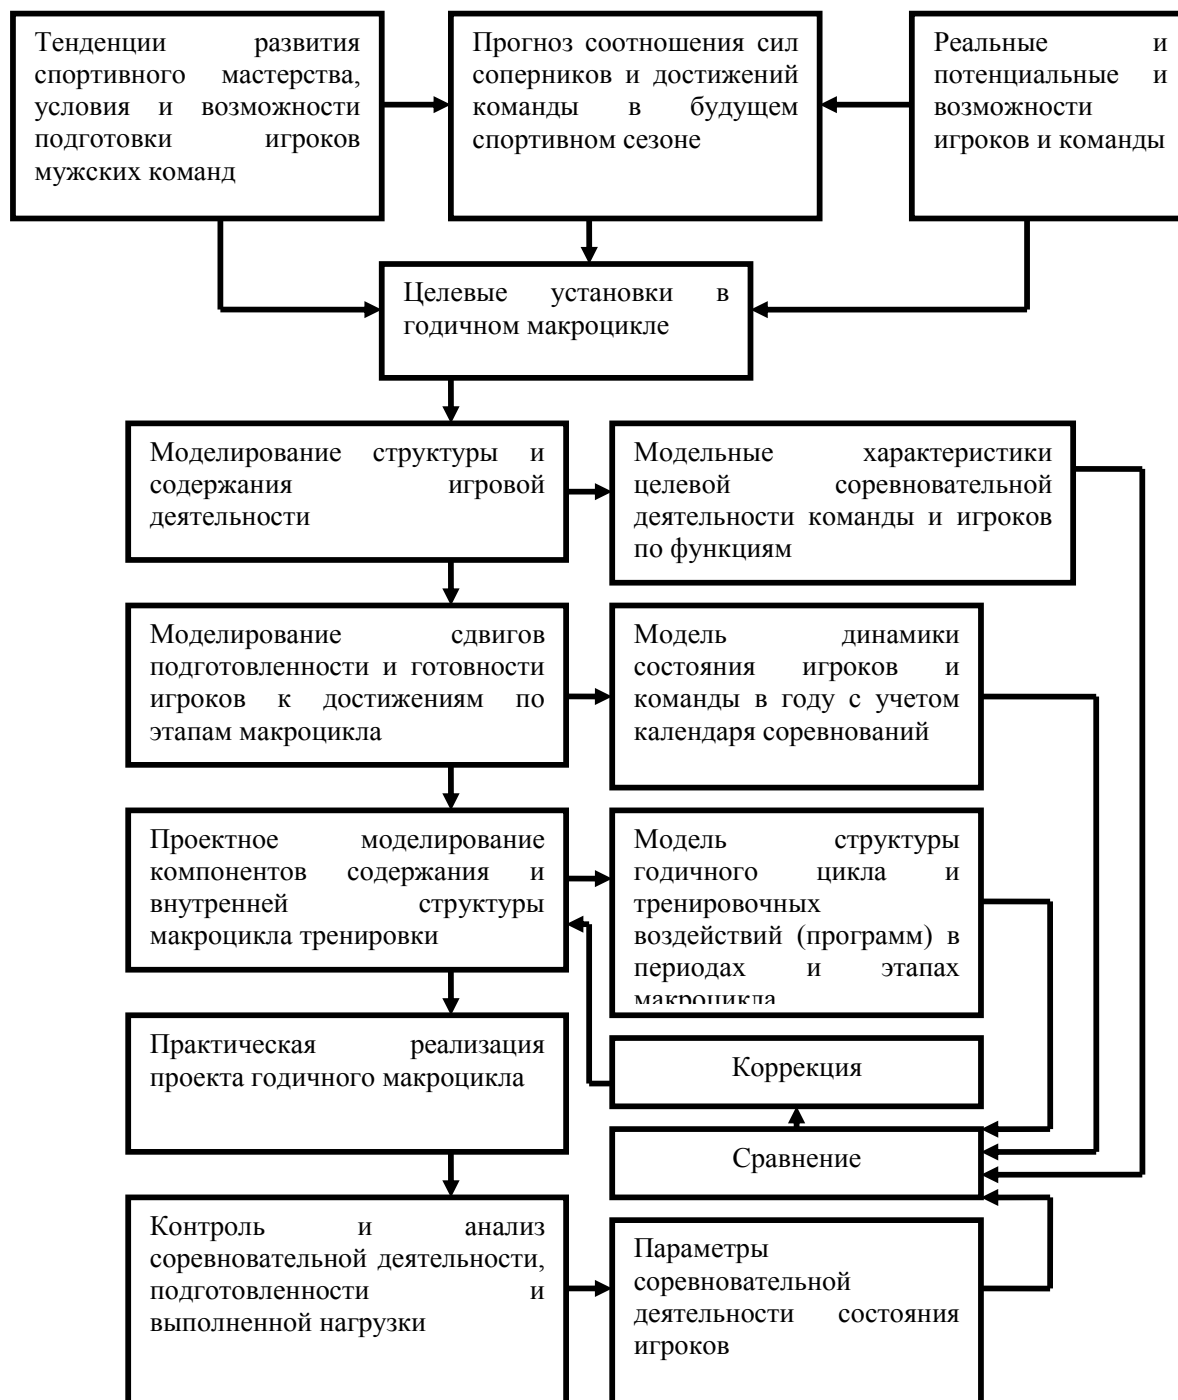 Тенденции развития
спортивного мастерства,
условия и возможности
подготовки игроков
мужских команд
Прогноз соотношения сил
соперников и достижений
команды в будущем
спортивном сезоне
Реальные и
потенциальные и
возможности
игроков и команды
Целевые установки в
годичном макроцикле
Моделирование структуры и
содержания игровой
деятельности
Модельные характеристики
целевой соревновательной
деятельности команды и игроков
по функциям
Моделирование сдвигов
подготовленности и готовности
игроков к достижениям по
этапам макроцикла
Модель динамики
состояния игроков и
команды в году с учетом
календаря соревнований
Проектное моделирование
компонентов содержания и
внутренней структуры
макроцикла тренировки
Модель структуры
годичного цикла и
тренировочных
воздействий (программ) в
периодах и этапах
макроцикла
Практическая реализация
проекта годичного макроцикла
Коррекция
Сравнение
Контроль и анализ
соревновательной деятельности,
подготовленности и
выполненной нагрузки
Параметры
соревновательной
деятельности состояния
игроков